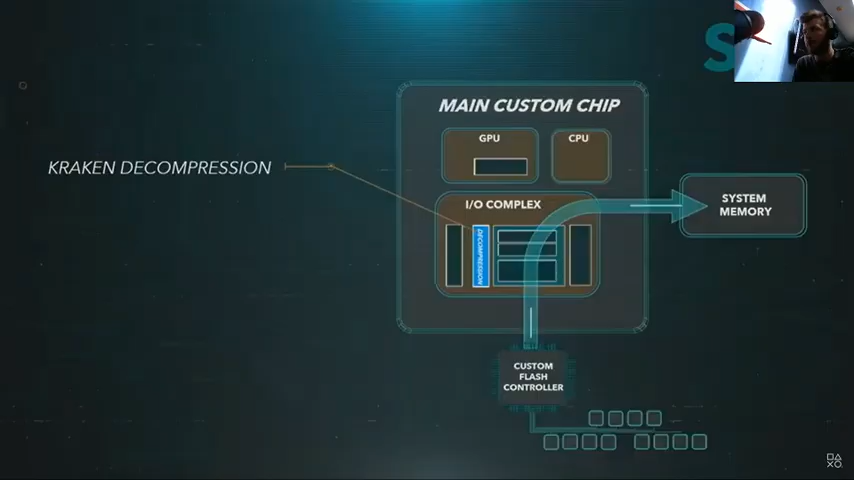 S
MAIN CUSTOM CHIP
GPU
CPU
KRAKEN DECOMPRESSION
I/O COMPLEX
SYSTEM
MEMORY
DECOMPRESSION
CUSTOM
FLASH
CONTROLLER